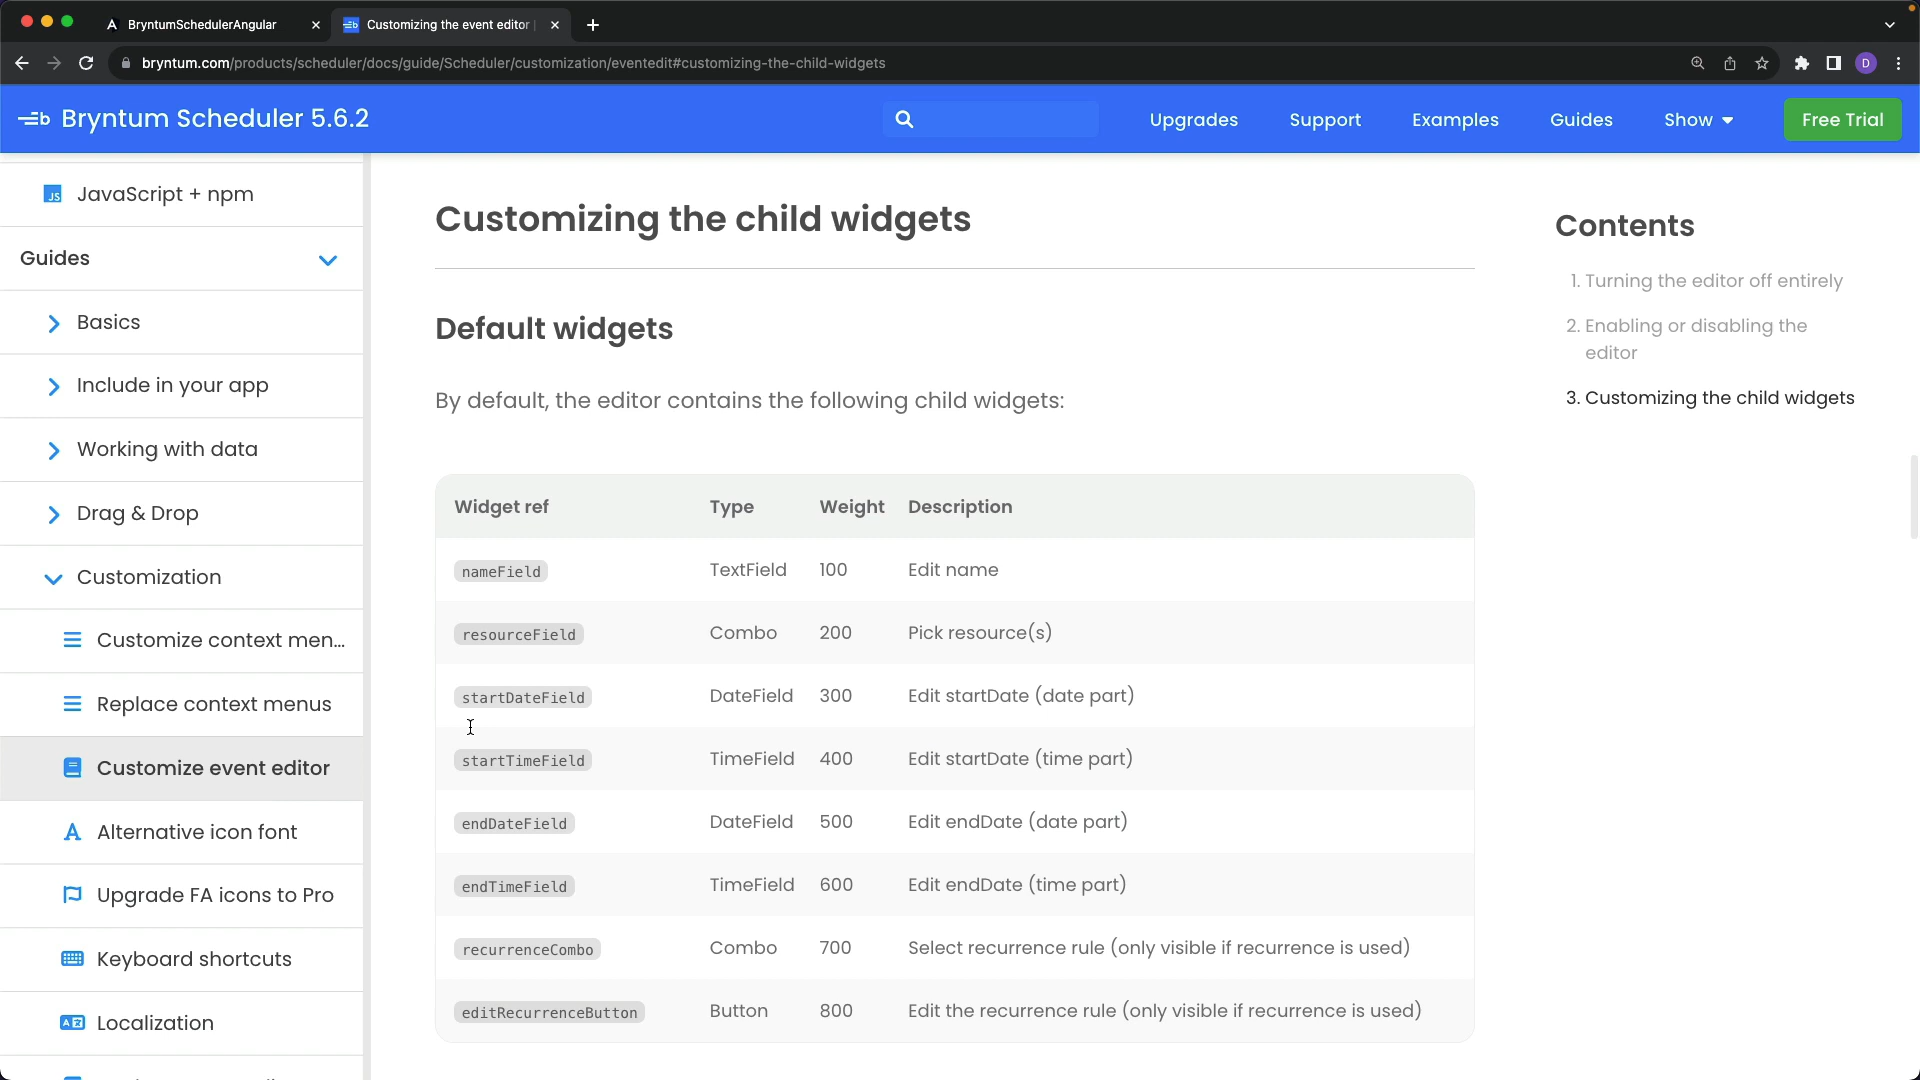 BryntumSchedulerAngular
Customizing the event editor
bryntum.com/products/scheduler/docs/guide/Scheduler/customization/eventedit#customizing-the-child-widgets
D
Bryntum Scheduler 5.6.2
Upgrades
Support
Examples
Guides
Show
Free Trial
JavaScript + npm
Guides
Basics
Include in your app
Working with data
Drag & Drop
Customization
Customize context men...
Replace context menus
Customize event editor
Alternative icon font
Upgrade FA icons to Pro
Keyboard shortcuts
Localization
Customizing the child widgets
Default widgets
By default, the editor contains the following child widgets:
Widget ref Type Weight Description
nameField TextField 100 Edit name
resourceField Combo 200 Pick resource(s)
startDateField DateField 300 Edit startDate (date part)
startTimeField TimeField 400 Edit startDate (time part)
endDateField DateField 500 Edit endDate (date part)
endTimeField TimeField 600 Edit endDate (time part)
recurrenceCombo Combo 700 Select recurrence rule (only visible if recurrence is used)
editRecurrenceButton Button 800 Edit the recurrence rule (only visible if recurrence is used)
Contents
1. Turning the editor off entirely
2. Enabling or disabling the
editor
3. Customizing the child widgets